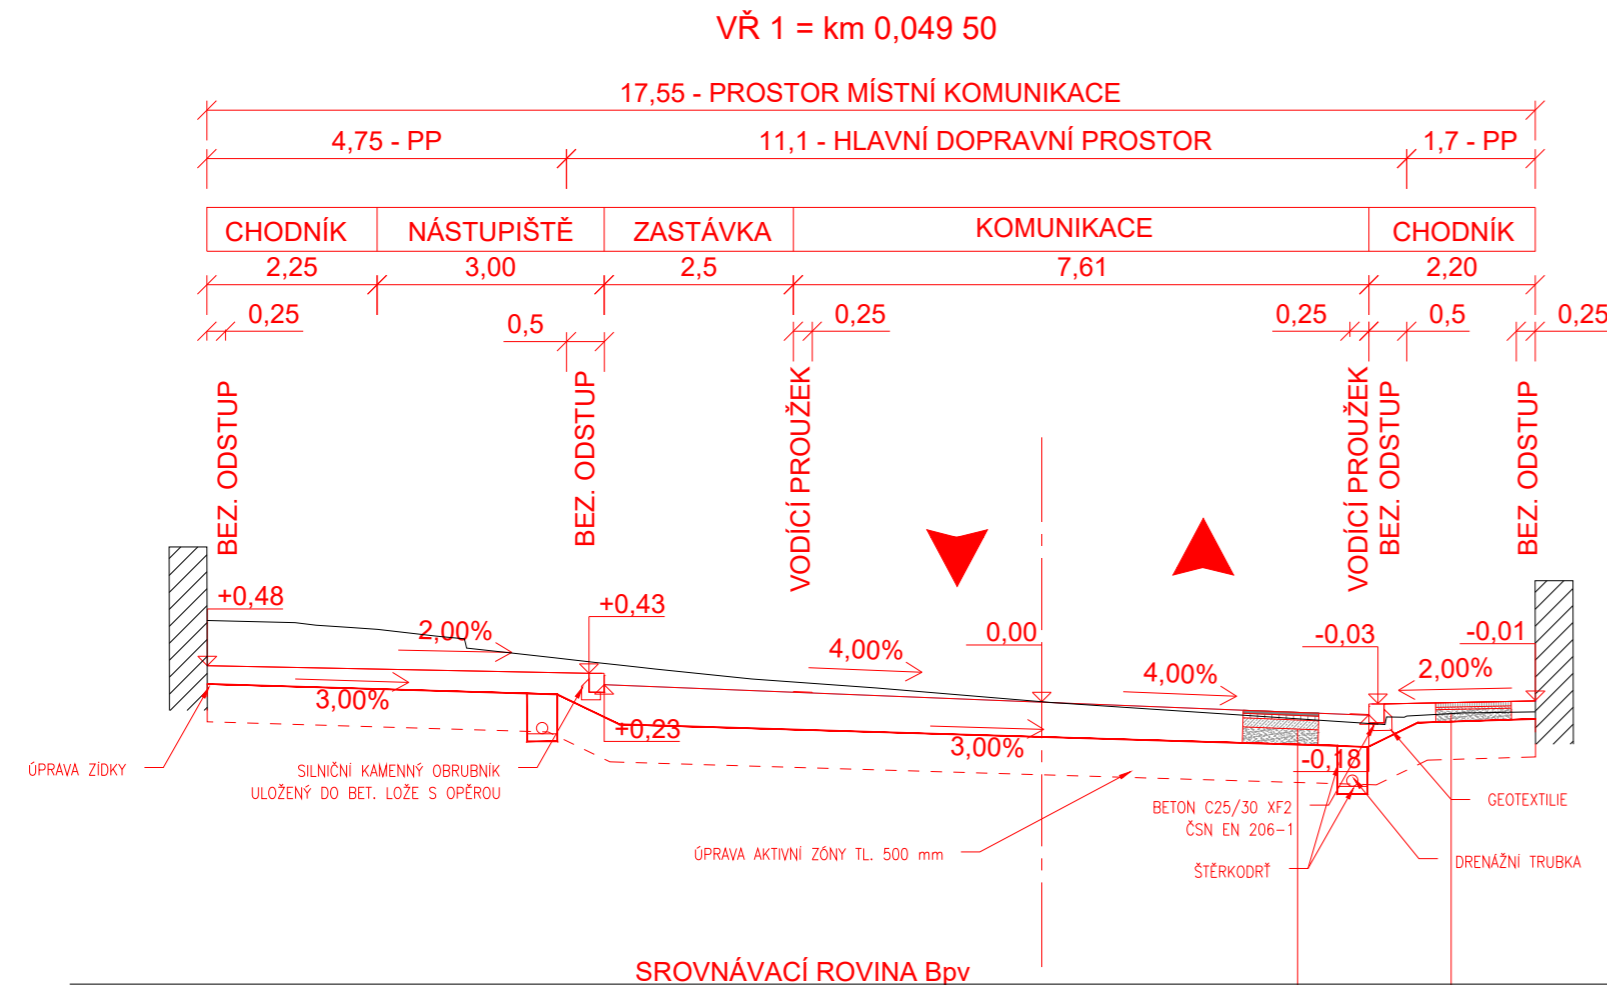 VŘ 1 = km 0,049 50
17,55 - PROSTOR MÍSTNÍ KOMUNIKACE
4,75 - PP
11,1 - HLAVNÍ DOPRAVNÍ PROSTOR
1,7 - PP
CHODNÍK
NÁSTUPIŠTĚ
ZASTÁVKA
KOMUNIKACE
CHODNÍK
2,25
3,00
2,5
7,61
2,20
0,25
0,5
0,25
0,25
0,5
0,25
BEZ. ODSTUP
BEZ. ODSTUP
VODÍCÍ PROUŽEK
VODÍCÍ PROUŽEK
BEZ. ODSTUP
BEZ. ODSTUP
+0,48
+0,43
0,00
-0,03
-0,01
2,00%
4,00%
4,00%
2,00%
3,00%
+0,23
3,00%
-0,18
ÚPRAVA ZÍDKY
SILNIČNÍ KAMENNÝ OBRUBNÍK
ULOŽENÝ DO BET. LOŽE S OPĚROU
ÚPRAVA AKTIVNÍ ZÓNY TL. 500 mm
BETON C25/30 XF2
ČSN EN 206-1
ŠTĚRKODRŤ
GEOTEXTILIE
DRENÁŽNÍ TRUBKA
SROVNÁVACÍ ROVINA Bpv